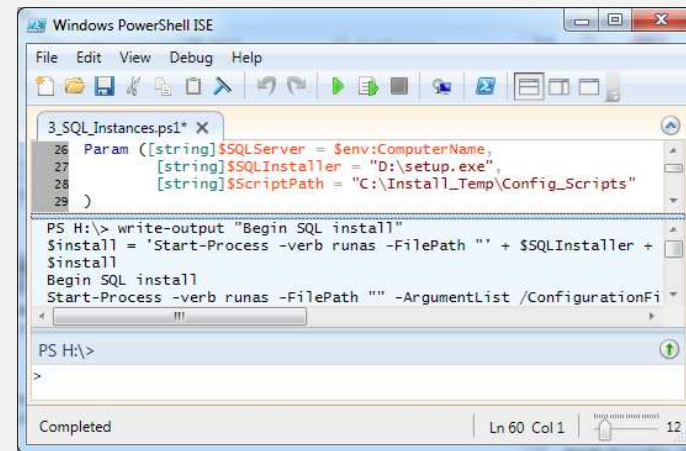 Windows PowerShell ISE
File Edit View Debug Help
3_SQL_Instances.ps1* X
26 Param ([string]$SQLServer = $env:ComputerName,
27 [string]$SQLInstaller = "D:\setup.exe",
28 [string]$ScriptPath = "C:\Install_Temp\Config_Scripts"
29 )
PS H:\> write-output "Begin SQL install"
$install = 'Start-Process -verb runas -FilePath "' + $SQLInstaller +
$install
Begin SQL install
Start-Process -verb runas -FilePath "" -ArgumentList /ConfigurationFi
PS H:\>
>
Completed Ln 60 Col 1 12